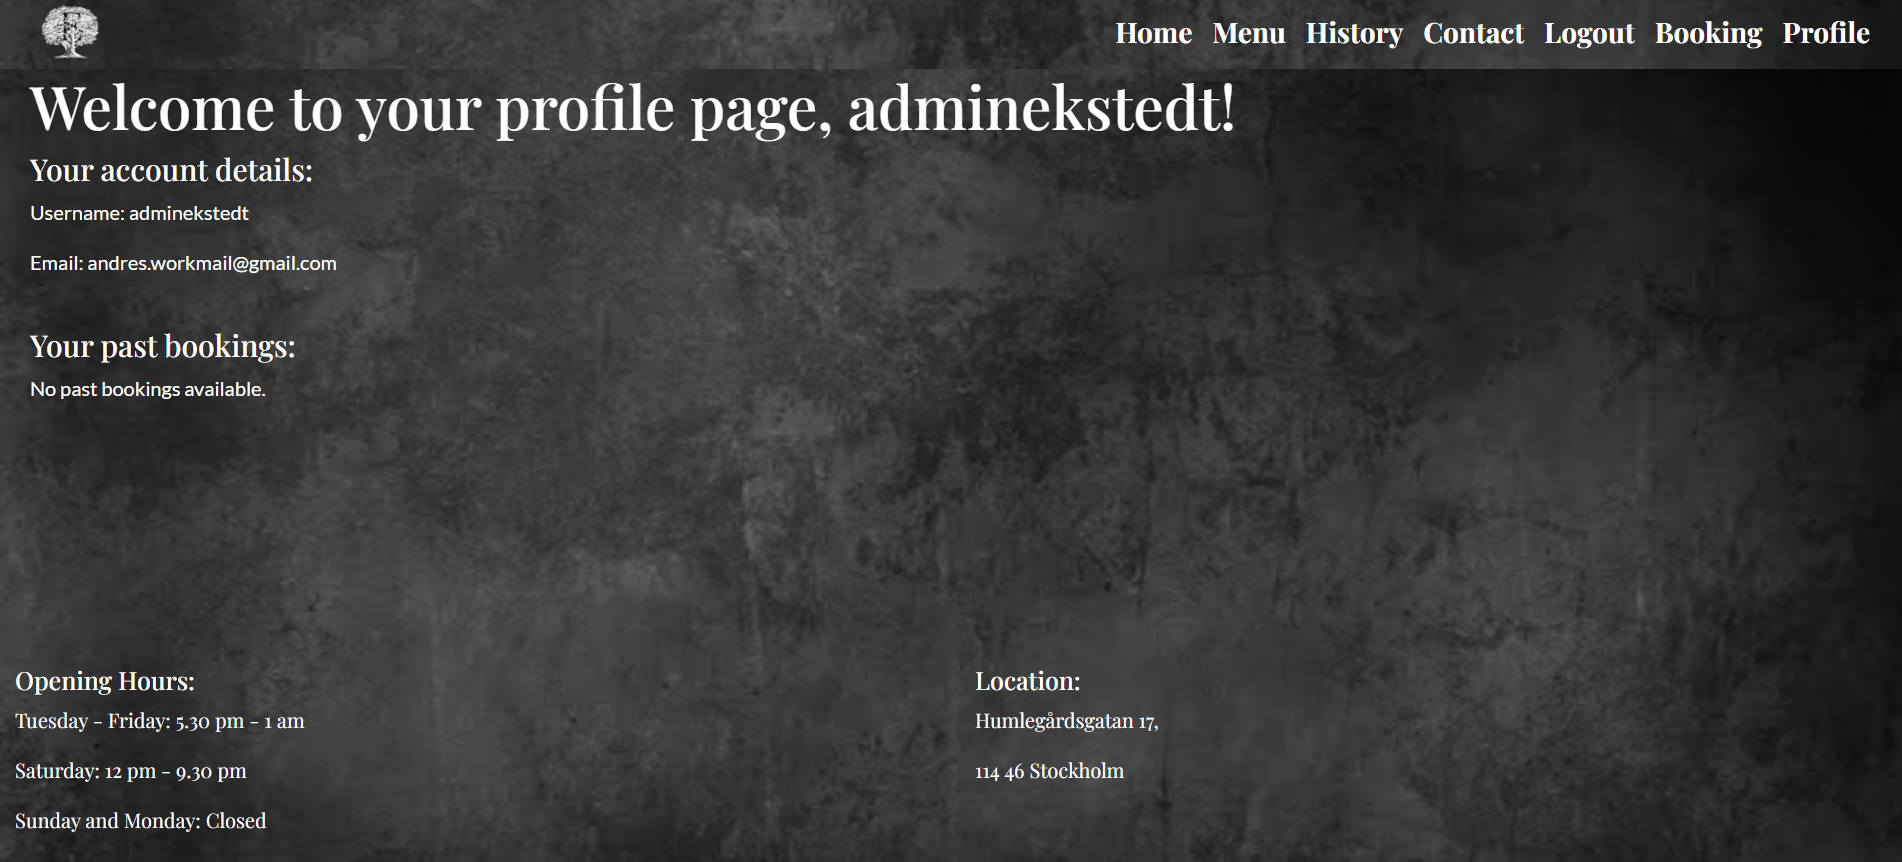 Home Menu History Contact Logout Booking Profile
Welcome to your profile page, adminekstedt!
Your account details:
Username: adminekstedt
Email: andres.workmail@gmail.com
Your past bookings:
No past bookings available.
Opening Hours:
Tuesday - Friday: 5.30 pm - 1 am
Saturday: 12 pm - 9.30 pm
Sunday and Monday: Closed
Location:
Humlegårdsgatan 17,
114 46 Stockholm